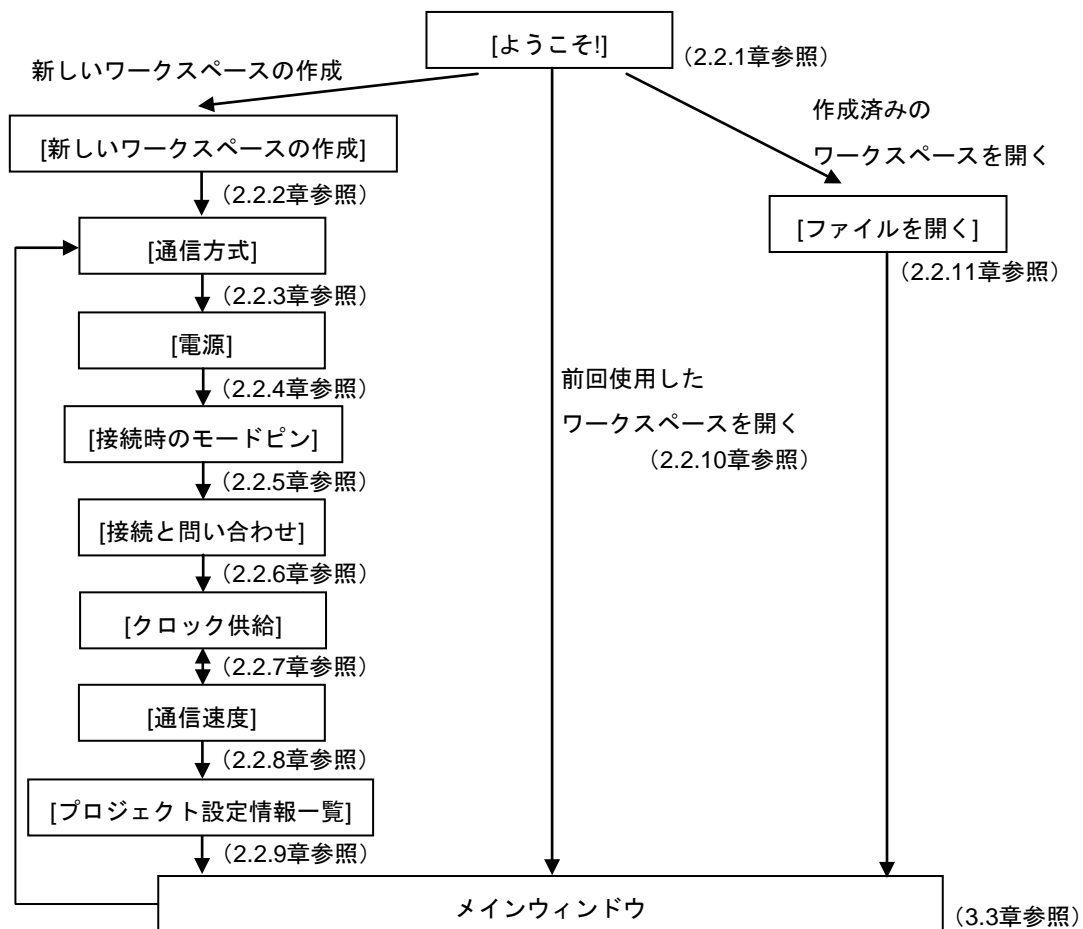 [ようこそ!]
（2.2.1章参照）
新しいワークスペースの作成
作成済みの
ワークスペースを開く
[新しいワークスペースの作成]
（2.2.2章参照）
[ファイルを開く]
（2.2.11章参照）
[通信方式]
（2.2.3章参照）
[電源]
（2.2.4章参照）
前回使用した
ワークスペースを開く
（2.2.10章参照）
[接続時のモードピン]
（2.2.5章参照）
[接続と問い合わせ]
（2.2.6章参照）
[クロック供給]
（2.2.7章参照）
[通信速度]
（2.2.8章参照）
[プロジェクト設定情報一覧]
（2.2.9章参照）
メインウィンドウ
（3.3章参照）